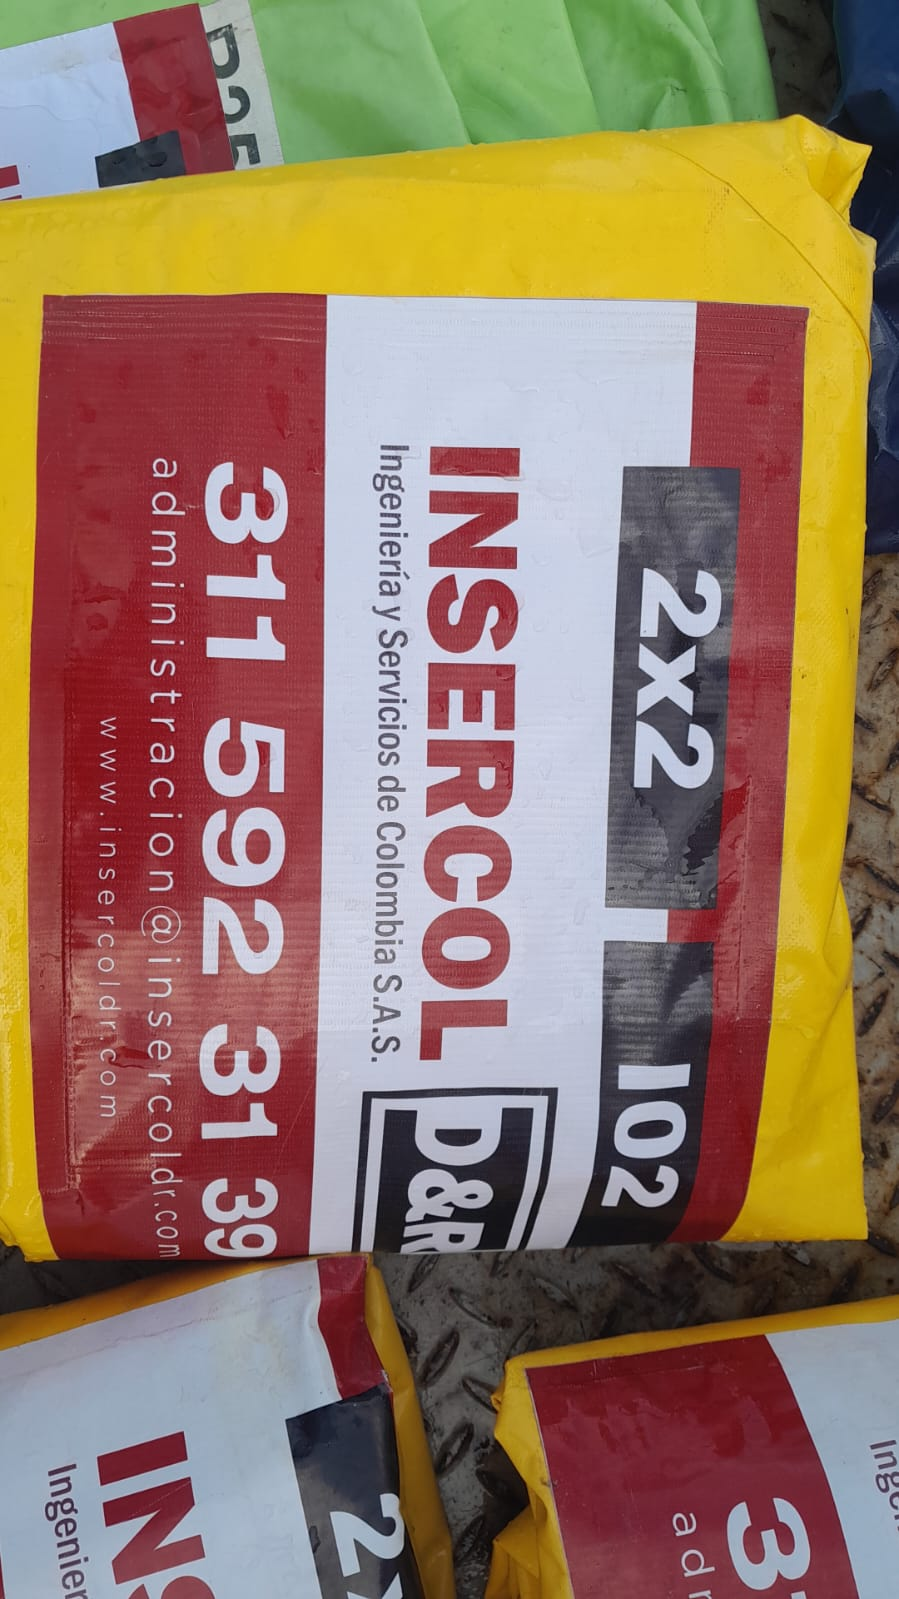 2x2
102
INSERCOL
Ingeniería y Servicios de Colombia S.A.S.
D&R
311 592 31 39
administracion@insercoldr.com
www.insercoldr.com